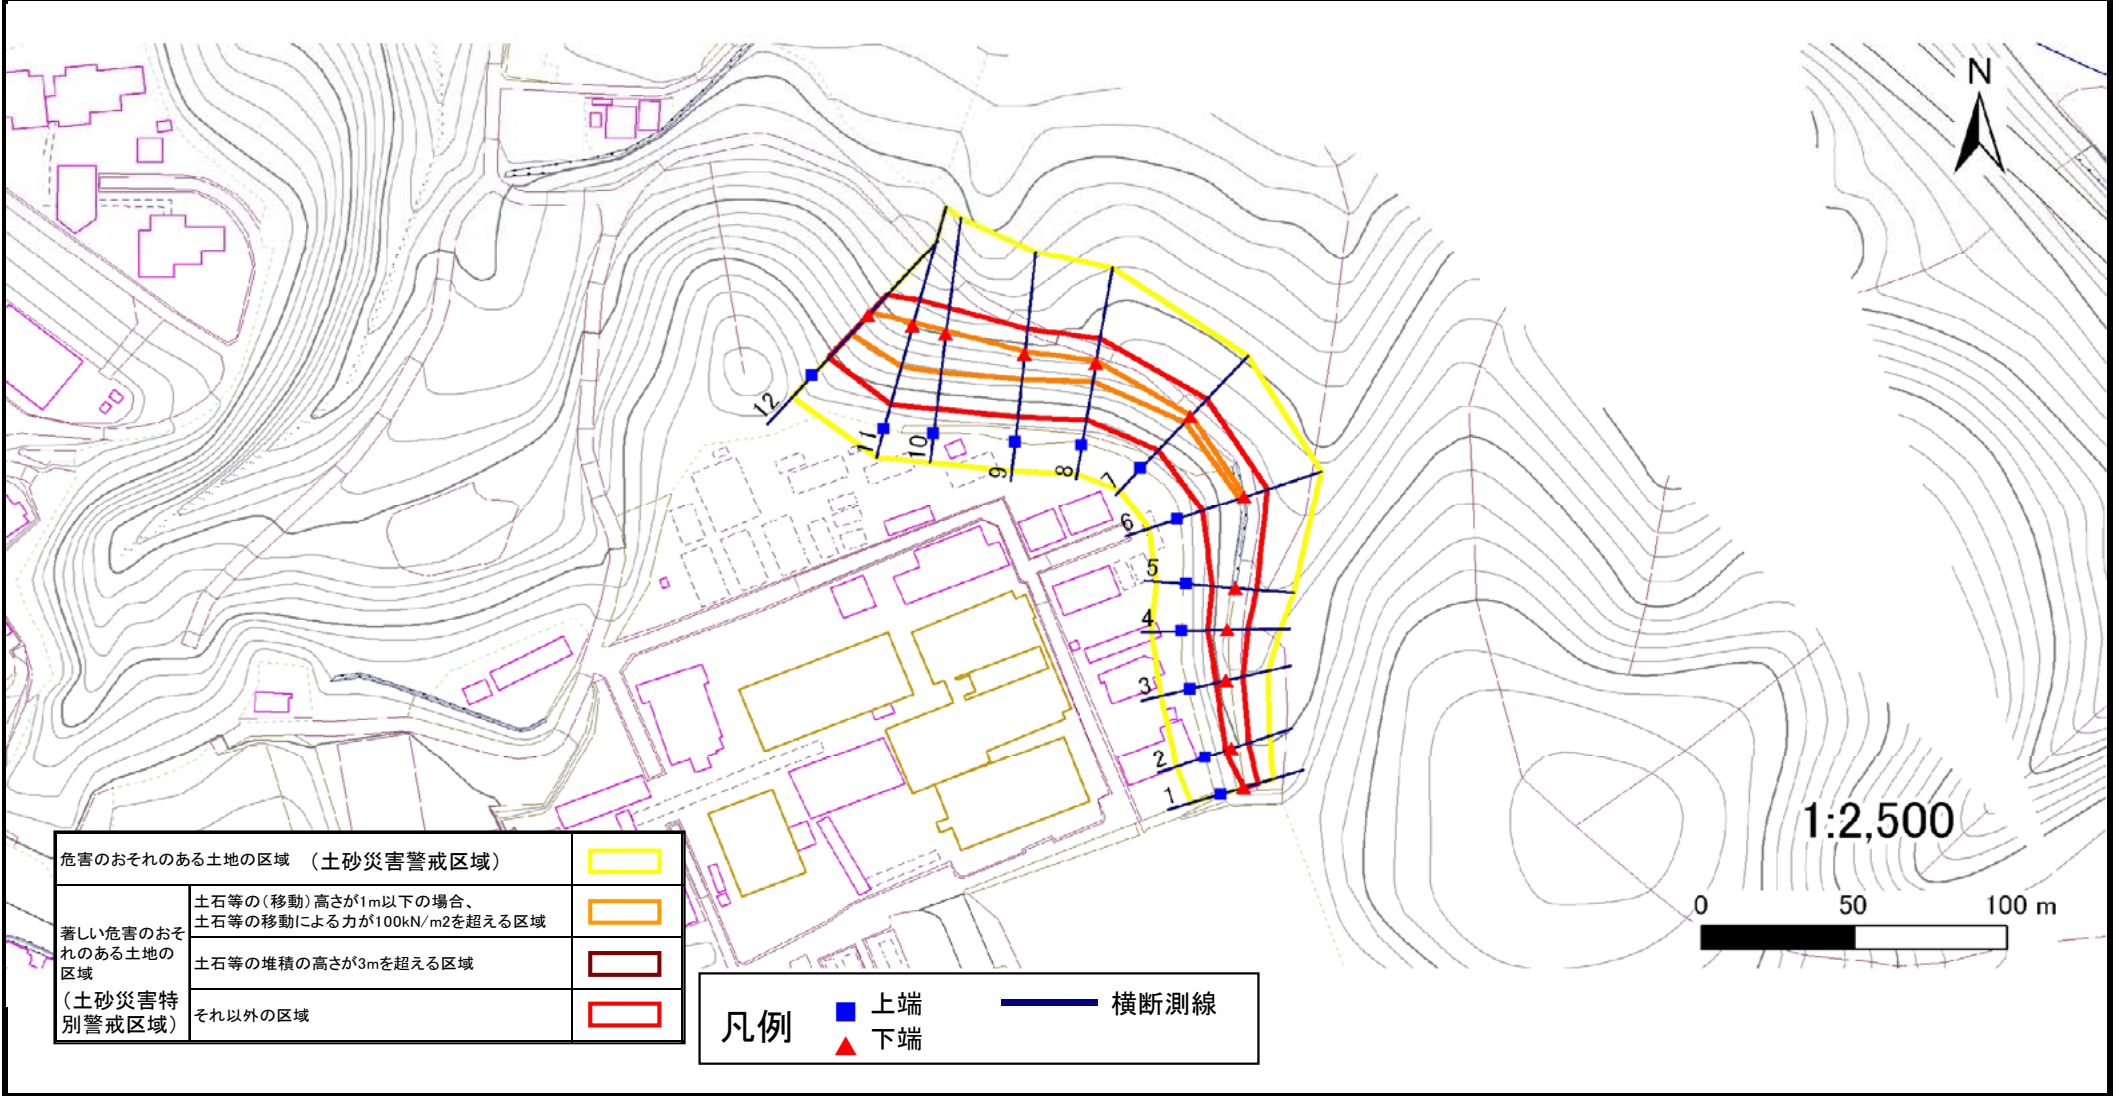 N
12
11
10
9
8
7
6
5
4
3
2
1
1:2,500
0 50 100 m
危害のおそれのある土地の区域 (土砂災害警戒区域)
著しい危害のおそ
れのある土地の
区域
(土砂災害特
別警戒区域)
土石等の(移動)高さが1m以下の場合、
土石等の移動による力が100kN/m2を超える区域
土石等の堆積の高さが3mを超える区域
それ以外の区域
凡例
上端
下端
横断測線